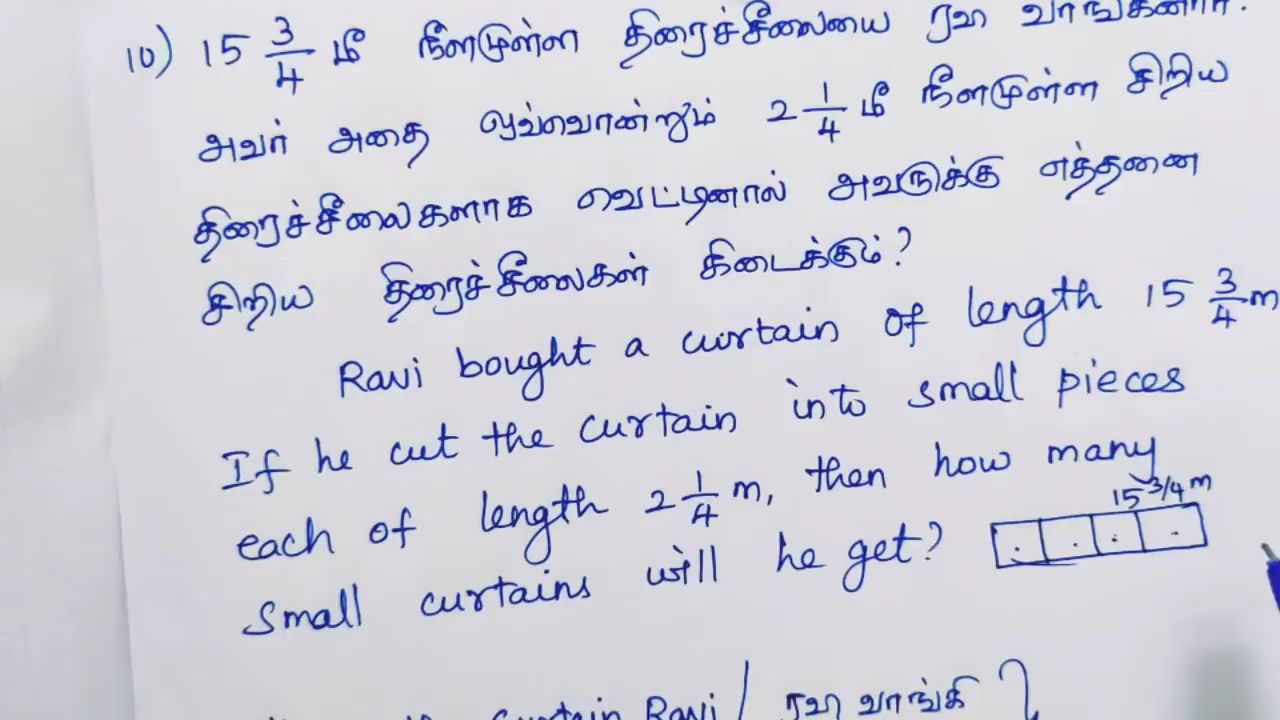 10) 15 3/4 மீ நீளமுள்ள திரைச்சீலையை ரவி வாங்கினார்.
அவர் அதை ஒவ்வொன்றும் 2 1/4 மீ நீளமுள்ள சிறிய
திரைச்சீலைகளாக வெட்டினால் அவருக்கு எத்தனை
சிறிய திரைச்சீலைகள் கிடைக்கும்?
Ravi bought a curtain of length 15 3/4 m
If he cut the curtain into small pieces
each of length 2 1/4 m, then how many
15 3/4 m
small curtains will he get?
curtain Ravi / ரவி வாங்கி